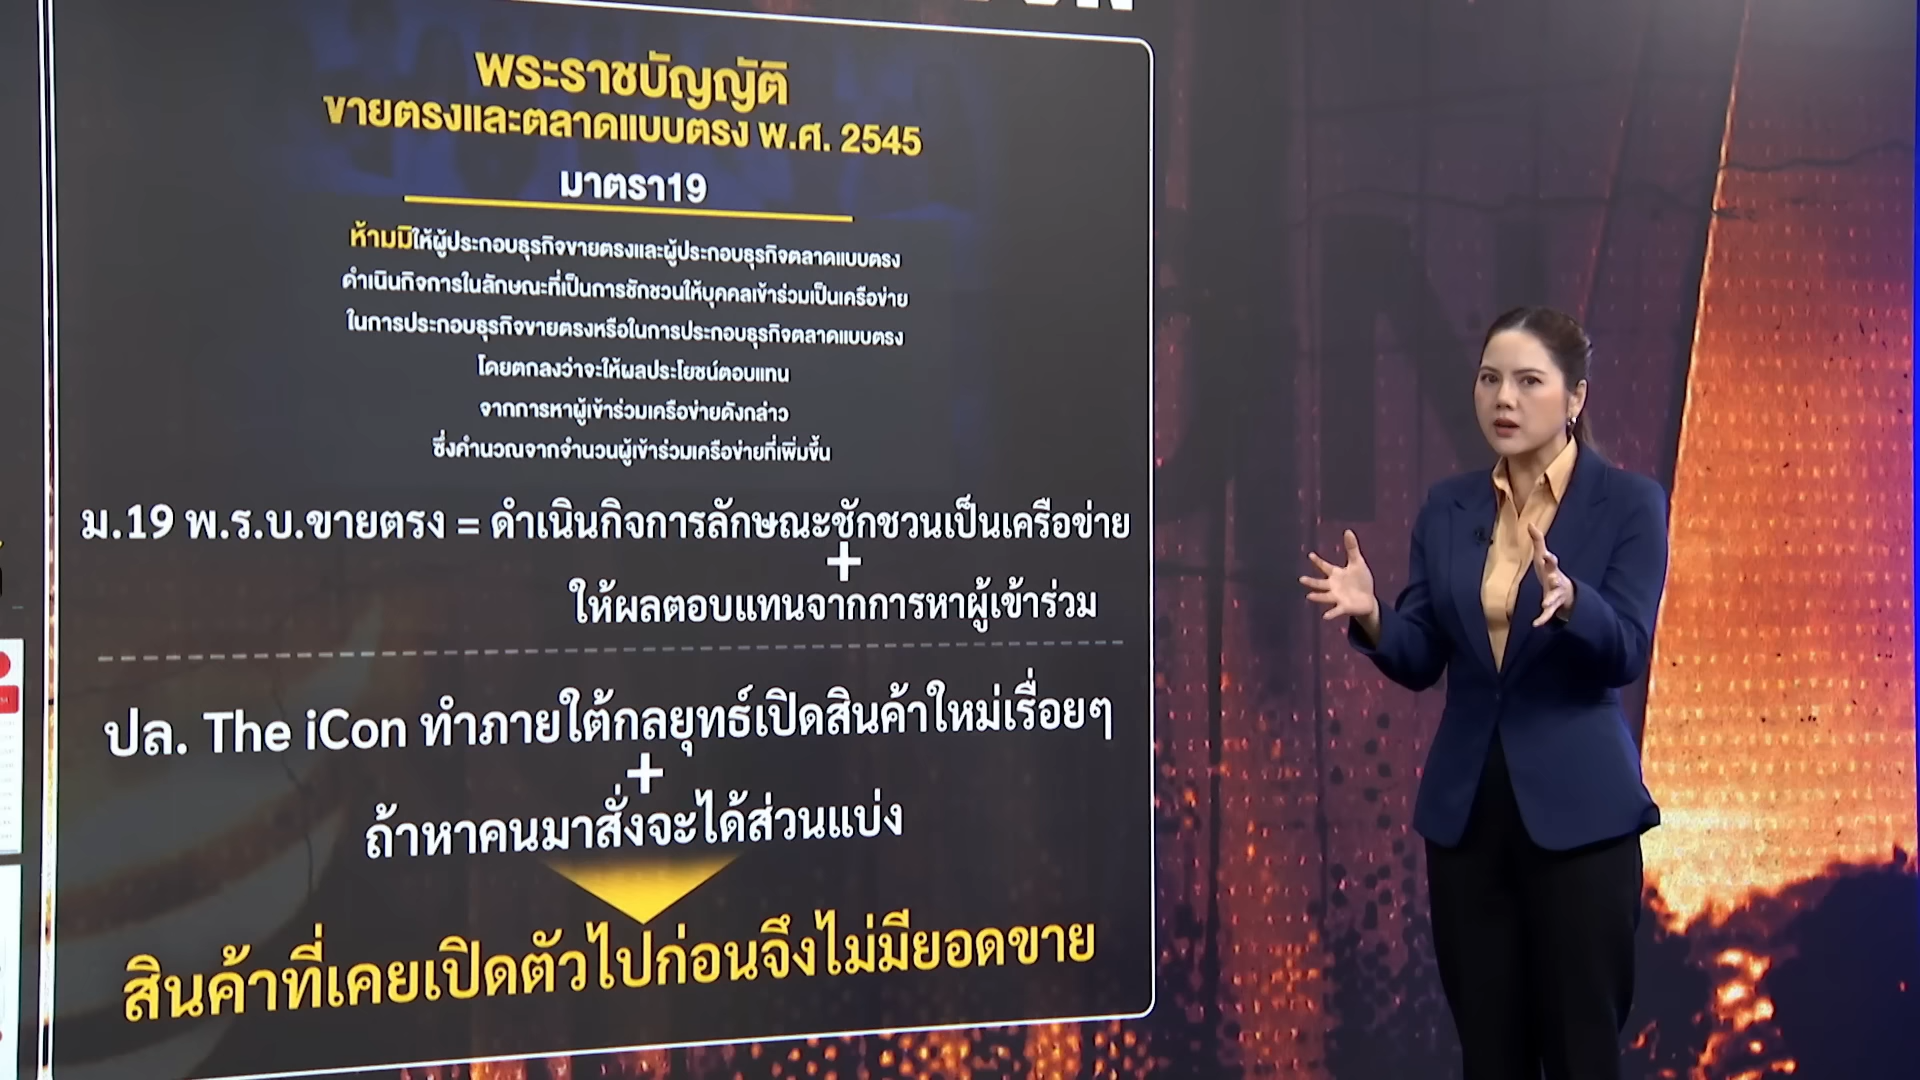 พระราชบัญญัติ
ขายตรงและตลาดแบบตรง พ.ศ. 2545
มาตรา19
ห้ามมิให้ผู้ประกอบธุรกิจขายตรงและผู้ประกอบธุรกิจตลาดแบบตรง
ดำเนินกิจการในลักษณะที่เป็นการชักชวนให้บุคคลเข้าร่วมเป็นเครือข่าย
ในการประกอบธุรกิจขายตรงหรือในการประกอบธุรกิจตลาดแบบตรง
โดยตกลงว่าจะให้ผลประโยชน์ตอบแทน
จากการหาผู้เข้าร่วมเครือข่ายดังกล่าว
ซึ่งคำนวณจากจำนวนผู้เข้าร่วมเครือข่ายที่เพิ่มขึ้น
ม.19 พ.ร.บ.ขายตรง = ดำเนินกิจการลักษณะชักชวนเป็นเครือข่าย
+
ให้ผลตอบแทนจากการหาผู้เข้าร่วม
ปล. The iCon ทำภายใต้กลยุทธ์เปิดสินค้าใหม่เรื่อยๆ
+
ถ้าหาคนมาสั่งจะได้ส่วนแบ่ง
สินค้าที่เคยเปิดตัวไปก่อนจึงไม่มียอดขาย